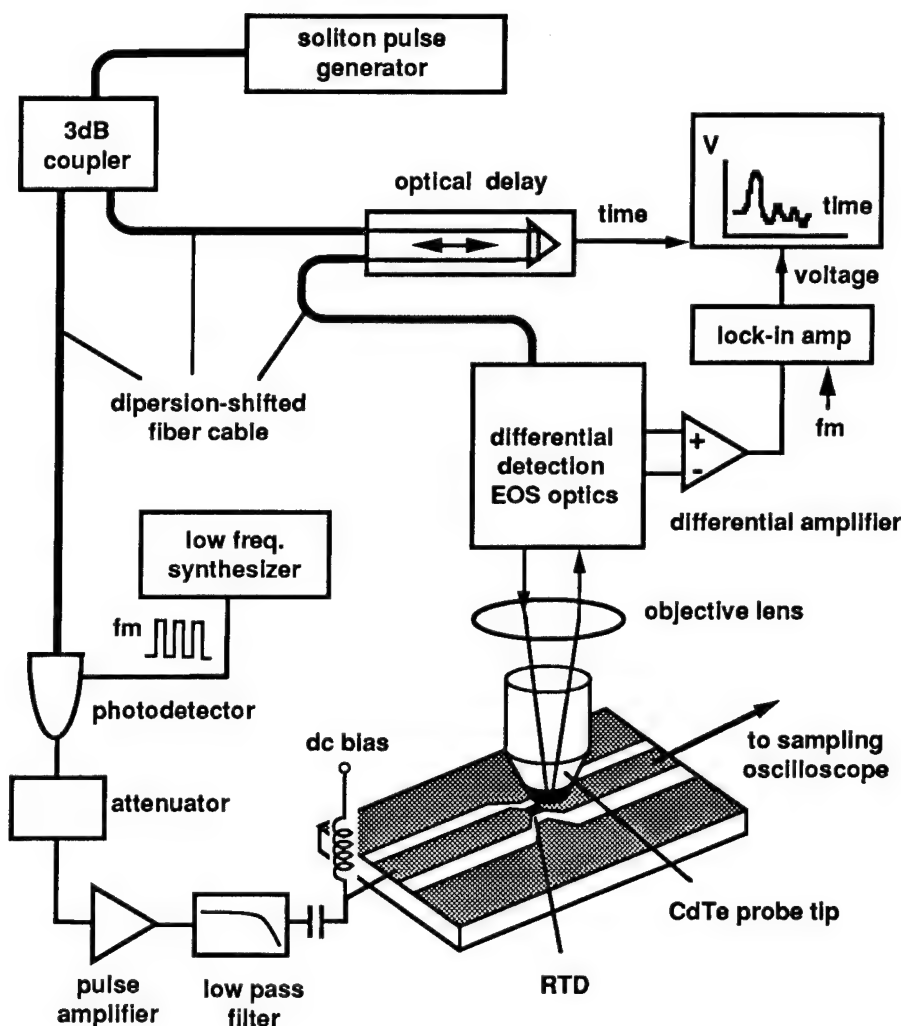 soliton pulse
generator
3dB
coupler
optical delay
time
V
time
voltage
lock-in amp
fm
dipersion-shifted
fiber cable
differential
detection
EOS optics
+
-
differential amplifier
low freq.
synthesizer
fm
objective lens
photodetector
dc bias
to sampling
oscilloscope
attenuator
CdTe probe tip
RTD
pulse
amplifier
low pass
filter